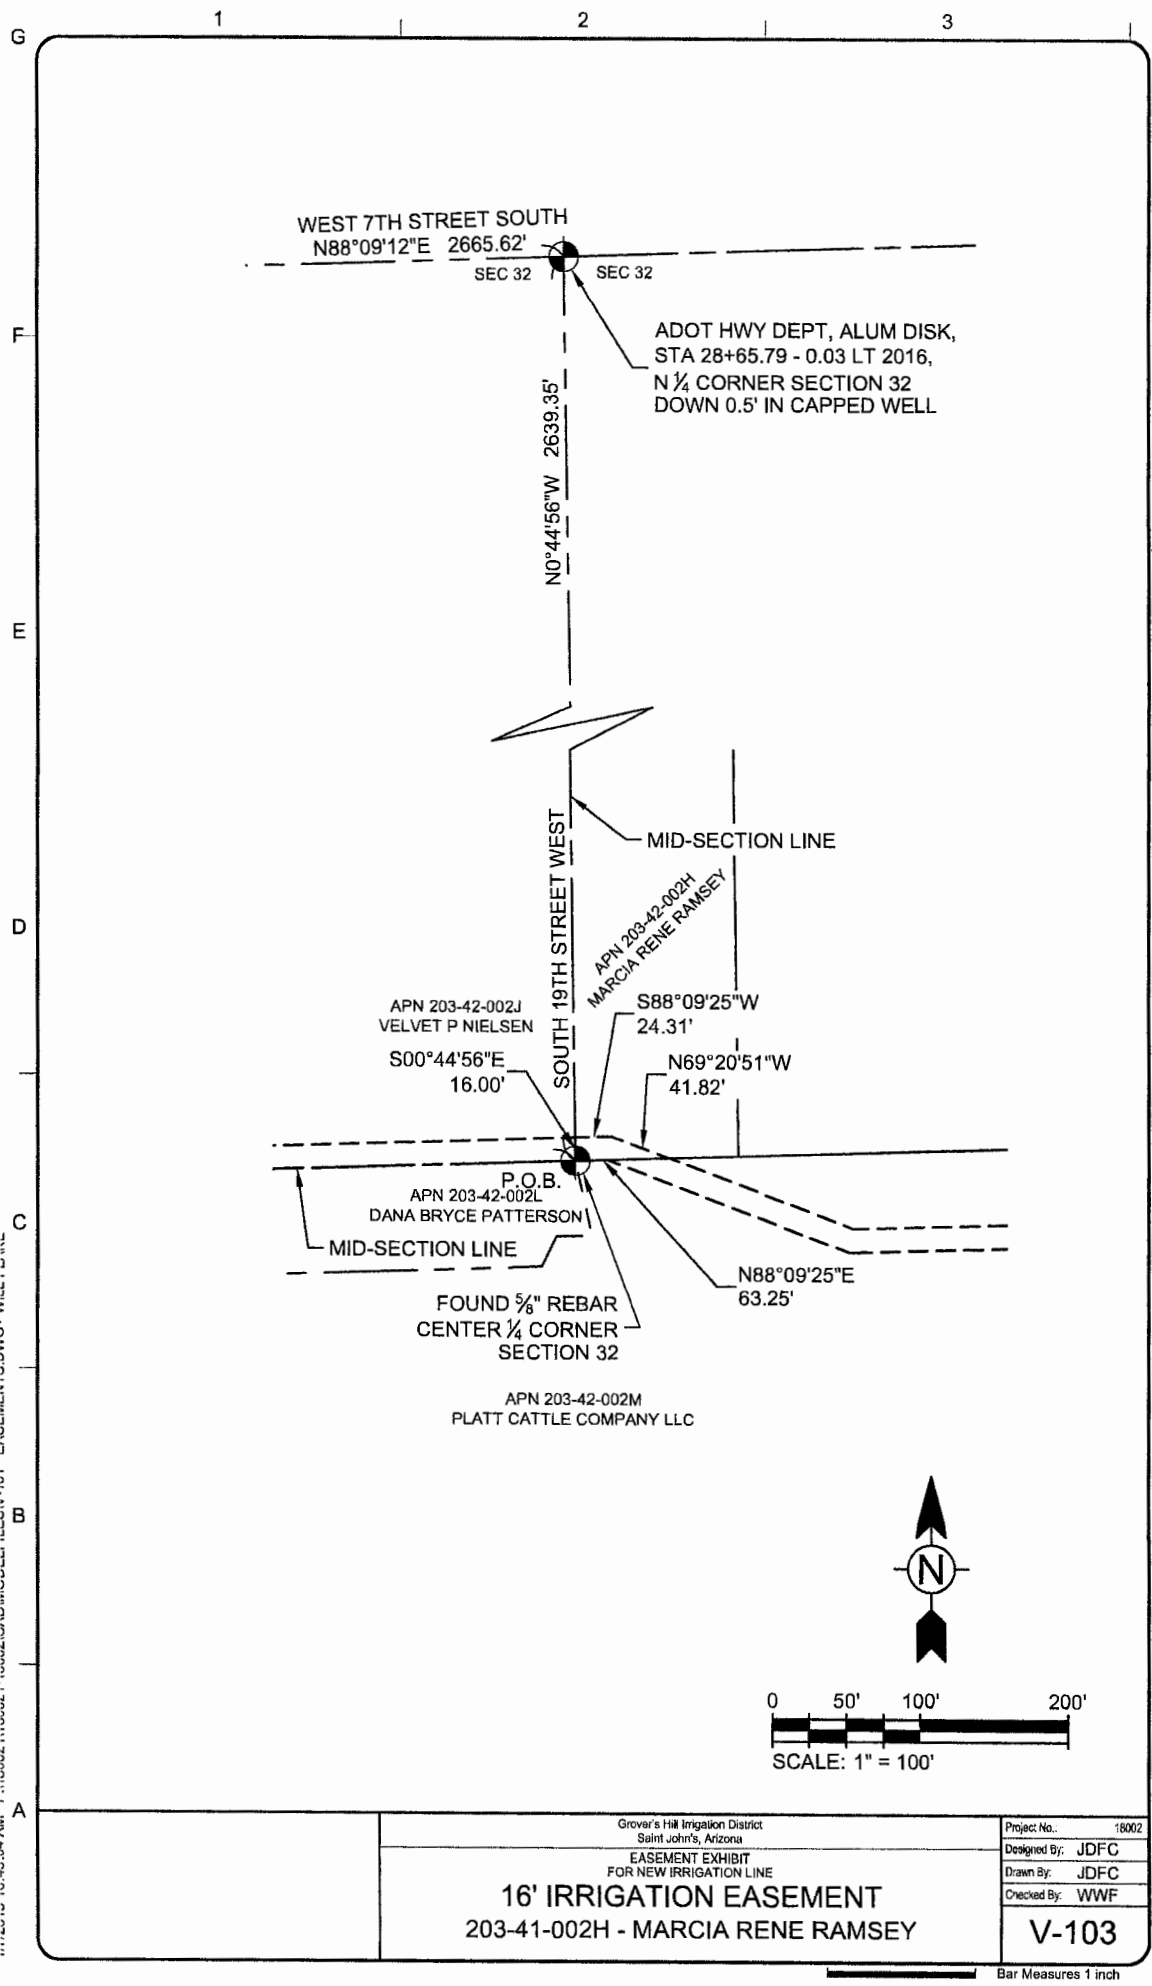 1
2
3
G
F
E
D
C
B
A
WEST 7TH STREET SOUTH
N88°09'12"E 2665.62'
SEC 32
SEC 32
ADOT HWY DEPT, ALUM DISK,
STA 28+65.79 - 0.03 LT 2016,
N ¼ CORNER SECTION 32
DOWN 0.5' IN CAPPED WELL
N0°44'56"W 2639.35'
MID-SECTION LINE
SOUTH 19TH STREET WEST
APN 203-42-002H
MARCIA RENE RAMSEY
APN 203-42-002J
VELVET P NIELSEN
S88°09'25"W
24.31'
S00°44'56"E
16.00'
N69°20'51"W
41.82'
P.O.B.
APN 203-42-002L
DANA BRYCE PATTERSON
MID-SECTION LINE
N88°09'25"E
63.25'
FOUND ⅝" REBAR
CENTER ¼ CORNER
SECTION 32
APN 203-42-002M
PLATT CATTLE COMPANY LLC
N
0 50' 100' 200'
SCALE: 1" = 100'
Grover's Hill Irrigation District
Saint John's, Arizona
EASEMENT EXHIBIT
FOR NEW IRRIGATION LINE
16' IRRIGATION EASEMENT
203-41-002H - MARCIA RENE RAMSEY
Project No.: 18002
Designed By: JDFC
Drawn By: JDFC
Checked By: WWF
V-103
Bar Measures 1 inch